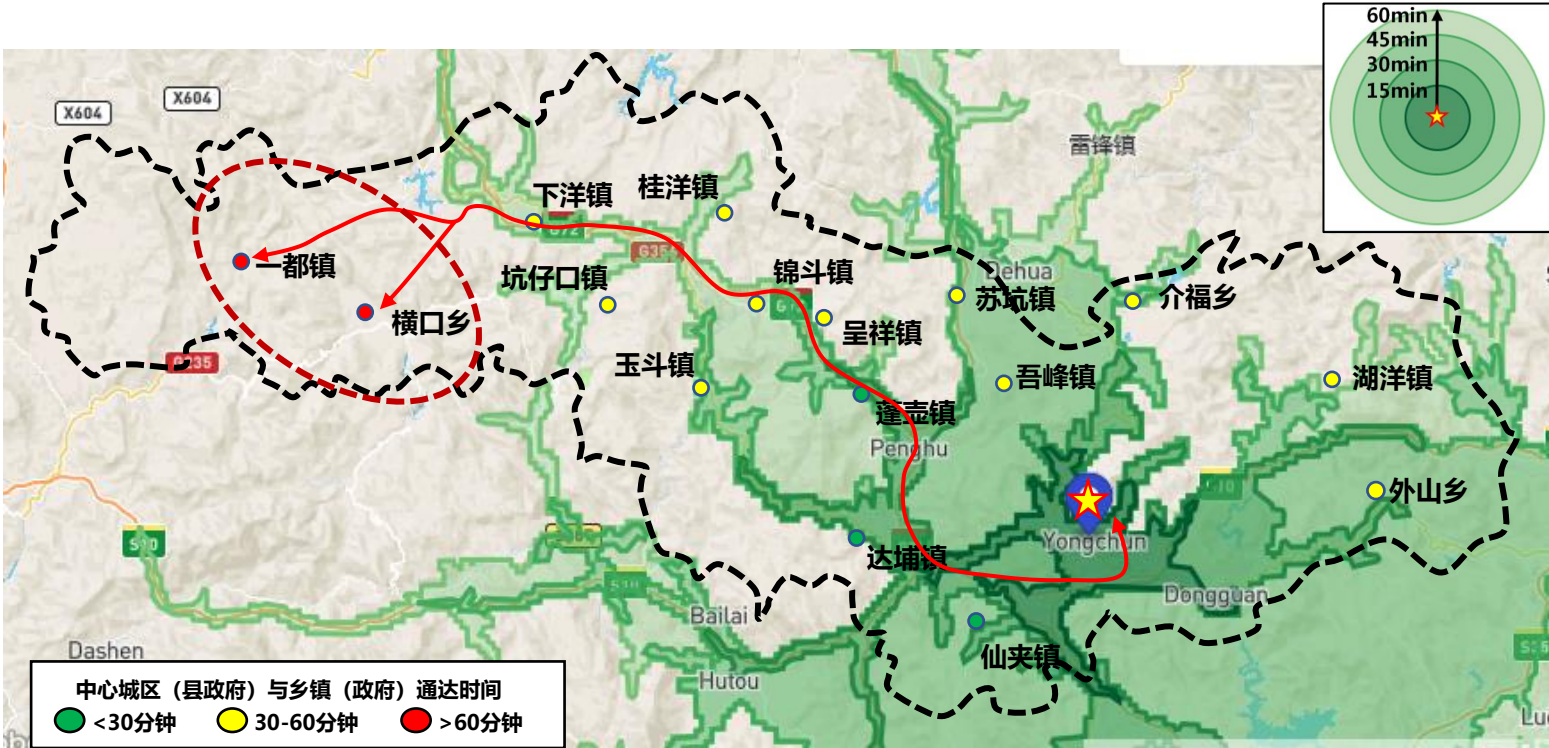 60min
45min
30min
15min
X604
X604
雷锋镇
下洋镇
桂洋镇
一都镇
坑仔口镇
锦斗镇
Dehua
苏坑镇
介福乡
横口乡
呈祥镇
G235
玉斗镇
吾峰镇
湖洋镇
蓬壶镇
Penghu
外山乡
Yongchun
S10
达埔镇
S10
Dongguan
Bailai
Dashen
仙夹镇
Hutou
中心城区（县政府）与乡镇（政府）通达时间
<30分钟
30-60分钟
>60分钟